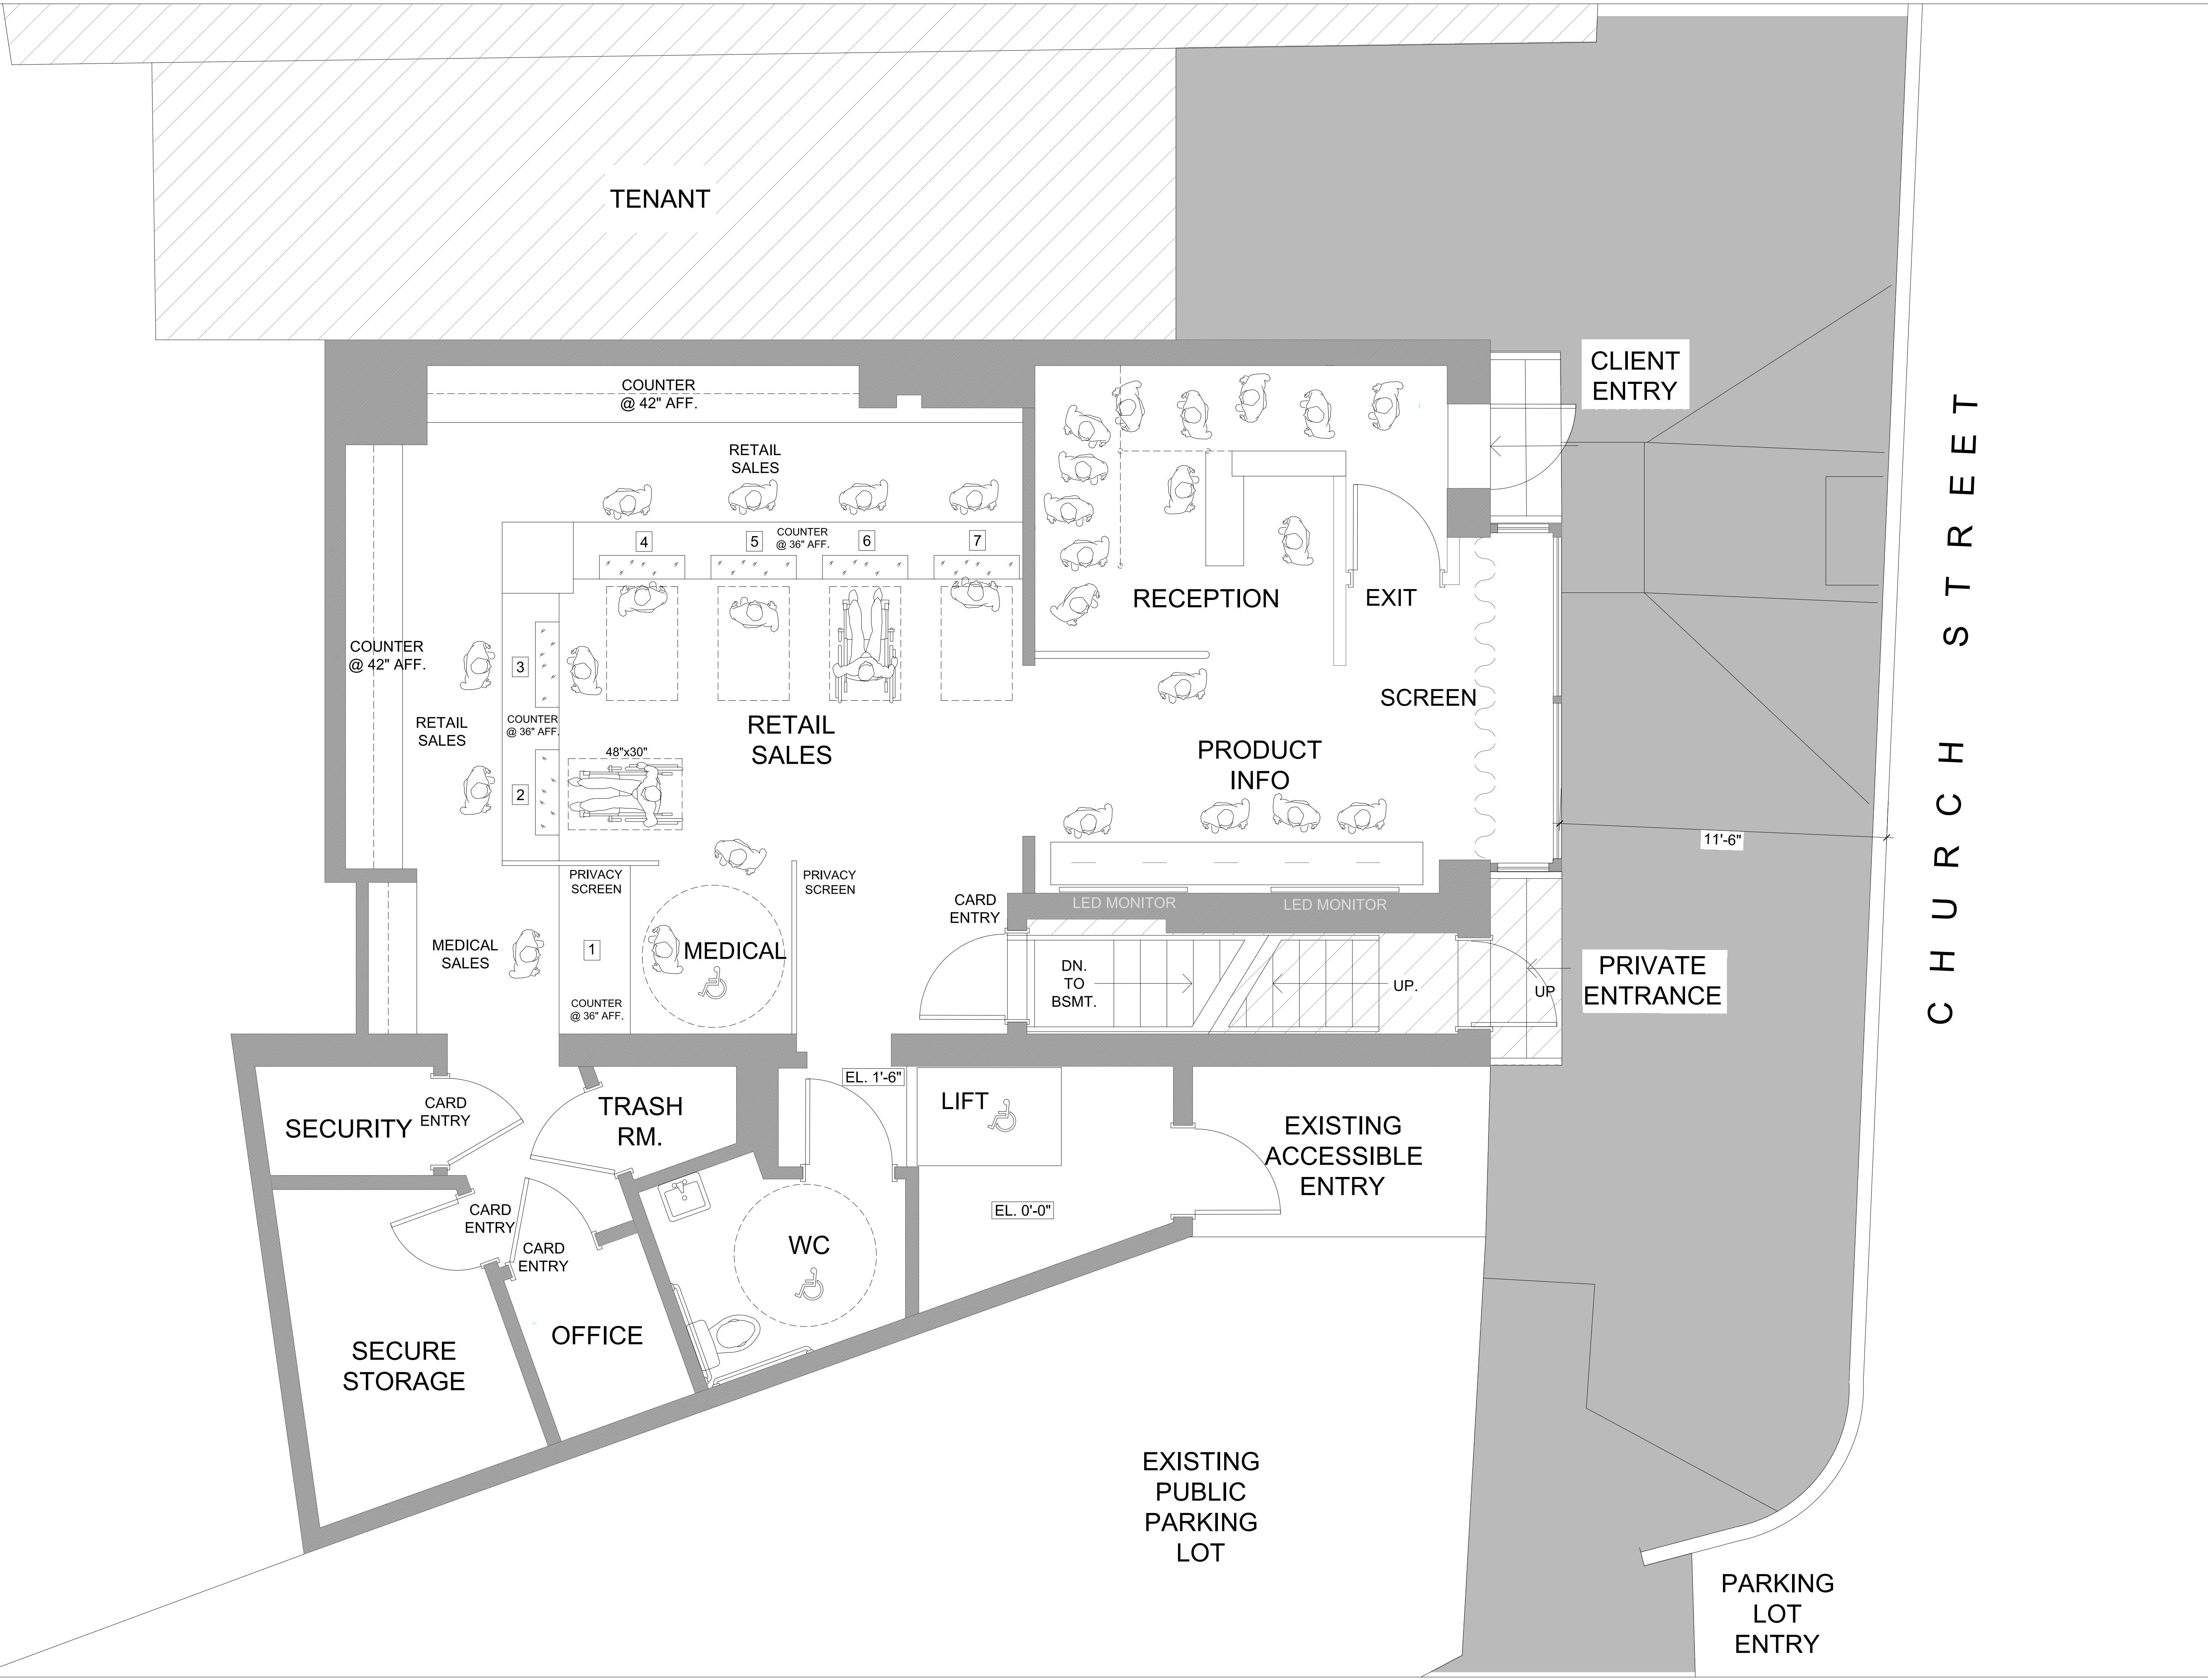 TENANT
CLIENT
ENTRY
COUNTER
@ 42" AFF.
RETAIL
SALES
4
5
COUNTER
@ 36" AFF.
6
7
RECEPTION
EXIT
COUNTER
@ 42" AFF.
3
RETAIL
SALES
COUNTER
@ 36" AFF.
RETAIL
SALES
SCREEN
48"x30"
2
PRODUCT
INFO
11'-6"
CHURCH STREET
PRIVACY
SCREEN
PRIVACY
SCREEN
CARD
ENTRY
LED MONITOR
LED MONITOR
MEDICAL
SALES
1
MEDICAL
COUNTER
@ 36" AFF.
DN.
TO
BSMT.
UP.
UP
PRIVATE
ENTRANCE
EL. 1'-6"
LIFT
SECURITY
CARD
ENTRY
TRASH
RM.
EXISTING
ACCESSIBLE
ENTRY
CARD
ENTRY
EL. 0'-0"
CARD
ENTRY
WC
OFFICE
SECURE
STORAGE
EXISTING
PUBLIC
PARKING
LOT
PARKING
LOT
ENTRY